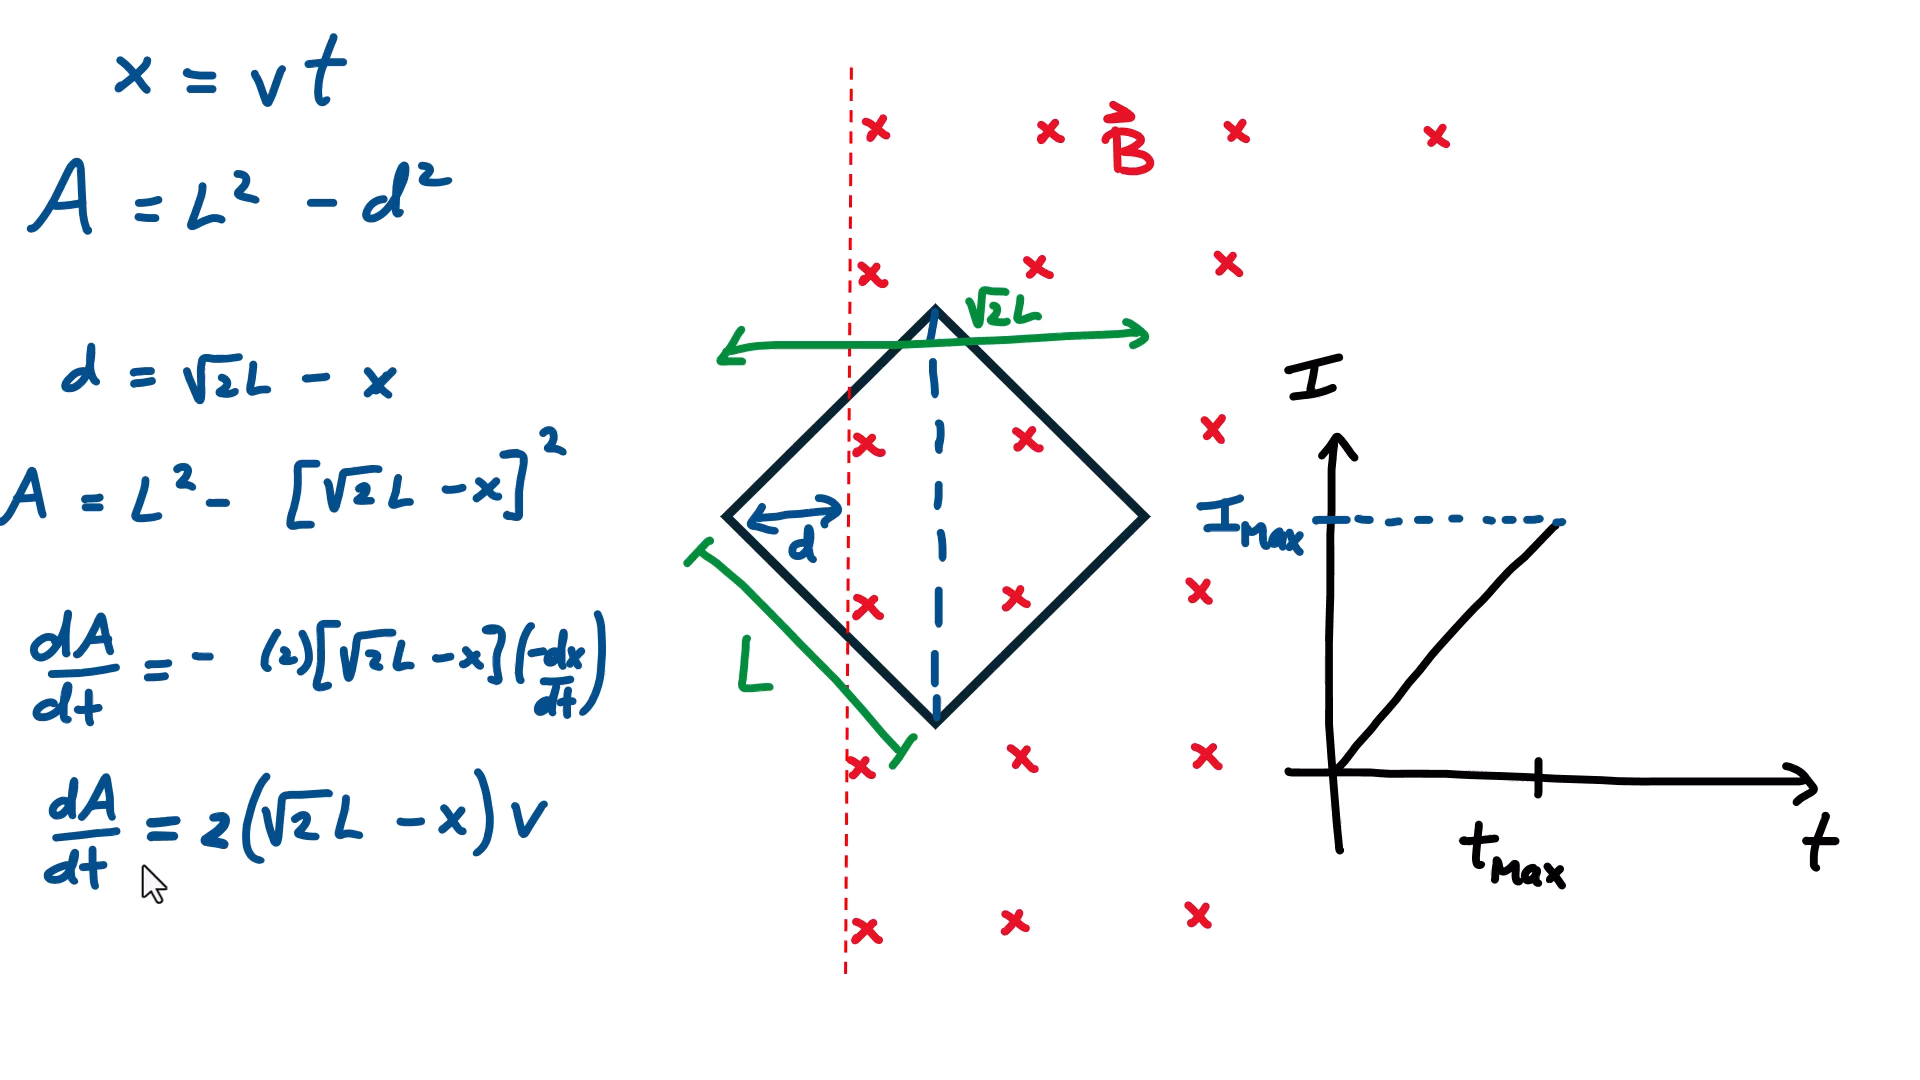 x = vt
A = L² - d²
d = √2L - x
A = L² - [√2L - x]²
dA/dt = - (2)[√2L - x](-dx/dt)
dA/dt = 2(√2L - x)v
x x B⃗ x x
x x x
√2L
x x x
d
x x x
L
x x x
x x x
I
I_Max
t_Max
t